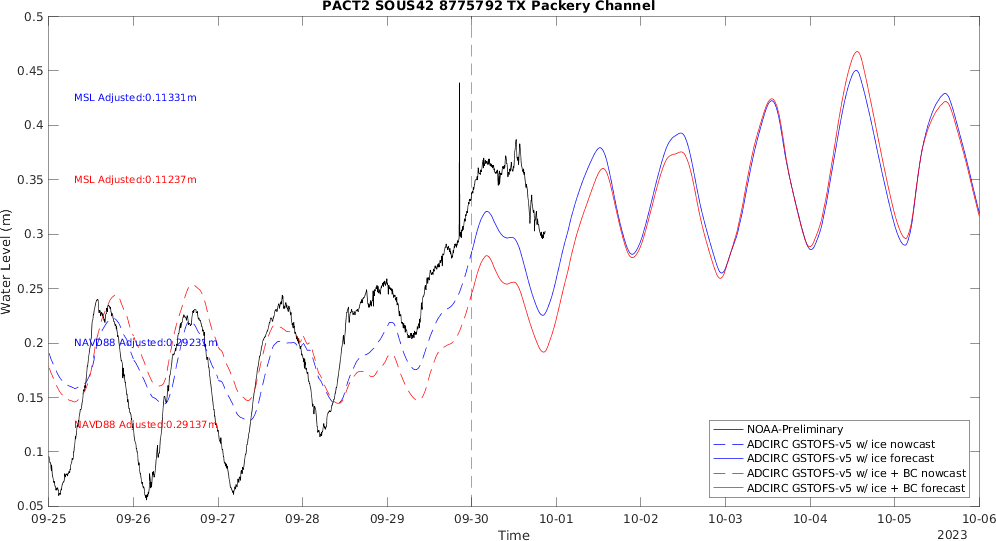 PACT2 SOUS42 8775792 TX Packery Channel
0.5
0.45
0.4
0.35
0.3
0.25
0.2
0.15
0.1
0.05
Water Level (m)
MSL Adjusted:0.11331m
MSL Adjusted:0.11237m
NAVD88 Adjusted:0.29231m
NAVD88 Adjusted:0.29137m
NOAA-Preliminary
ADCIRC GSTOFS-v5 w/ ice nowcast
ADCIRC GSTOFS-v5 w/ ice forecast
ADCIRC GSTOFS-v5 w/ ice + BC nowcast
ADCIRC GSTOFS-v5 w/ ice + BC forecast
09-25 09-26 09-27 09-28 09-29 09-30 10-01 10-02 10-03 10-04 10-05 10-06
Time
2023